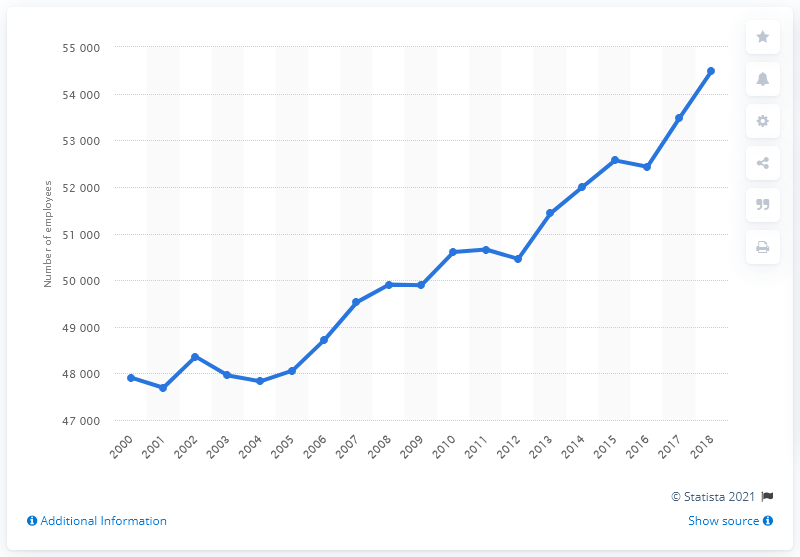 55 000
54 000
53 000
52 000
51 000
50 000
49 000
48 000
47 000
Number of employees
2000 2001 2002 2003 2004 2005 2006 2007 2008 2009 2010 2011 2012 2013 2014 2015 2016 2017 2018
© Statista 2021
Additional Information Show source